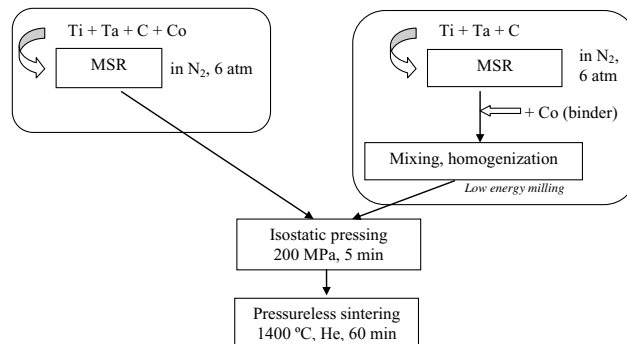 Ti + Ta + C + Co
MSR
in N₂, 6 atm
Ti + Ta + C
MSR
in N₂,
6 atm
+ Co (binder)
Mixing, homogenization
Low energy milling
Isostatic pressing
200 MPa, 5 min
Pressureless sintering
1400 ºC, He, 60 min